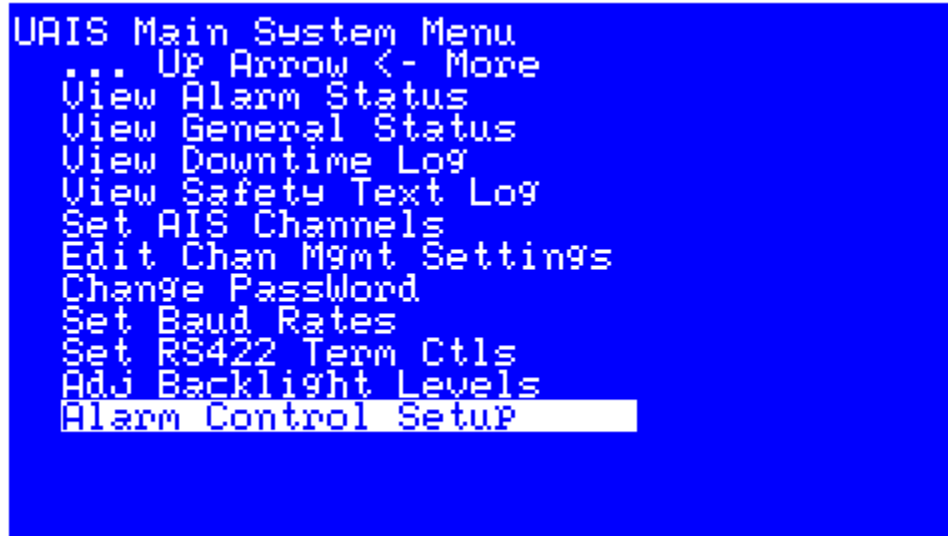 UAIS Main System Menu
... Up Arrow <- More
View Alarm Status
View General Status
View Downtime Log
View Safety Text Log
Set AIS Channels
Edit Chan Mgmt Settings
Change PassWord
Set Baud Rates
Set RS422 Term Ctls
Adj Backlight Levels
Alarm Control Setup